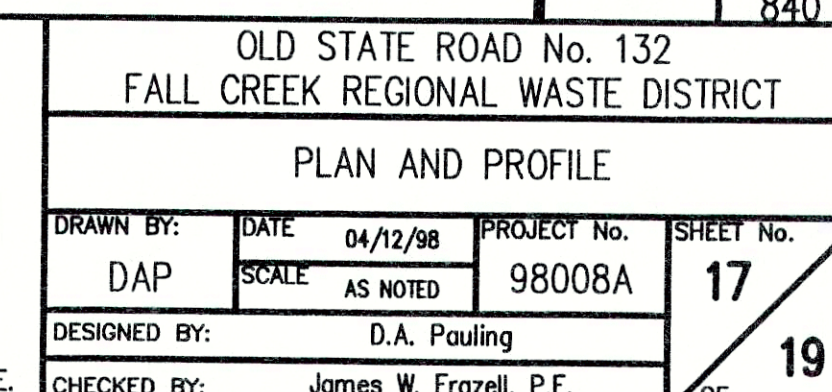 840
OLD STATE ROAD No. 132
FALL CREEK REGIONAL WASTE DISTRICT
PLAN AND PROFILE
DRAWN BY: DATE 04/12/98 PROJECT No. SHEET No.
DAP SCALE AS NOTED 98008A 17
DESIGNED BY: D.A. Pauling 19
E. CHECKED BY: James W. Frazell, P.E. OF